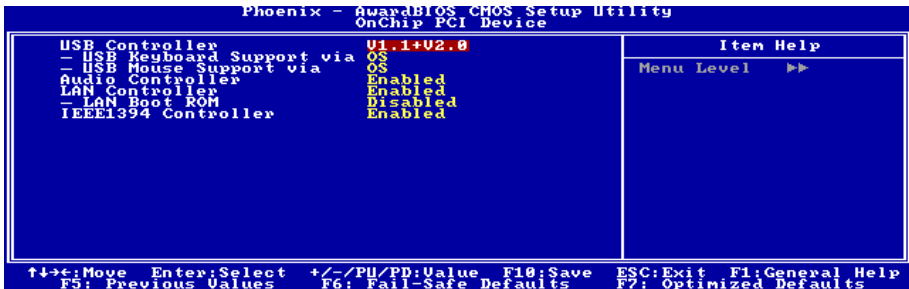 Phoenix - AwardBIOS CMOS Setup Utility
OnChip PCI Device
USB Controller V1.1+V2.0
– USB Keyboard Support via OS
– USB Mouse Support via OS
Audio Controller Enabled
LAN Controller Enabled
– LAN Boot ROM Disabled
IEEE1394 Controller Enabled
Item Help
Menu Level ▶▶
↑↓→←:Move Enter:Select +/-/PU/PD:Value F10:Save ESC:Exit F1:General Help
F5: Previous Values F6: Fail-Safe Defaults F7: Optimized Defaults